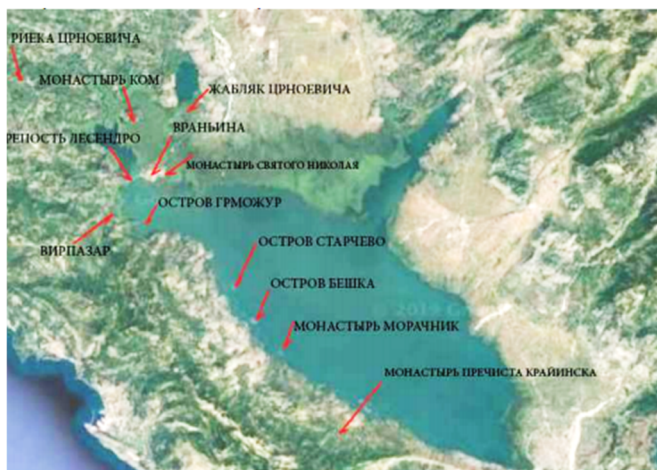 РИЕКА ЦРНОЕВИЧА
МОНАСТЫРЬ КОМ
ЖАБЛЯК ЦРНОЕВИЧА
ВРАНЬИНА
РЕПОСТЬ ЛЕСЕНДРО
МОНАСТЫРЬ СВЯТОГО НИКОЛАЯ
ОСТРОВ ГРМОЖУР
ВИРПАЗАР
ОСТРОВ СТАРЧЕВО
ОСТРОВ БЕШКА
МОНАСТЫРЬ МОРАЧНИК
МОНАСТЫРЬ ПРЕЧИСТА КРАЙИНСКА